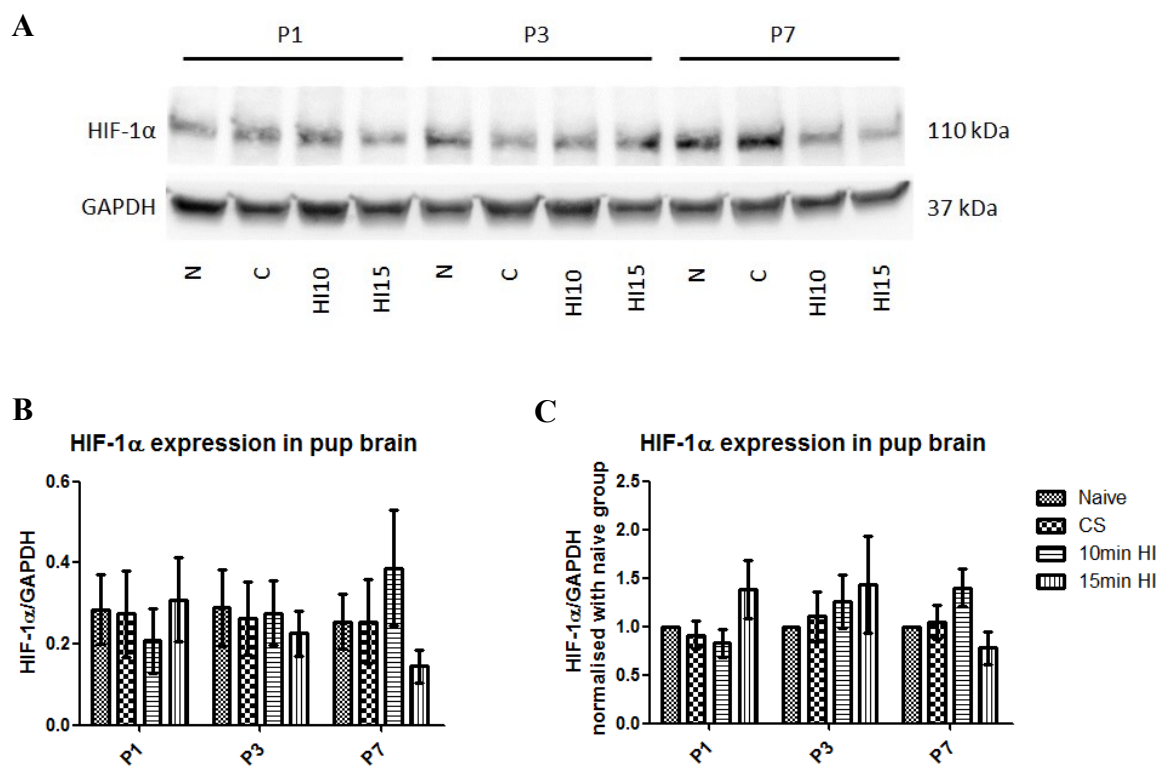 A
P1 P3 P7
HIF-1α 110 kDa
GAPDH 37 kDa
N C HI10 HI15 N C HI10 HI15 N C HI10 HI15
B
HIF-1α expression in pup brain
HIF-1α/GAPDH
0.6
0.4
0.2
0.0
P1 P3 P7
C
HIF-1α expression in pup brain
HIF-1α/GAPDH
normalised with naive group
2.5
2.0
1.5
1.0
0.5
0.0
P1 P3 P7
Naive
CS
10min HI
15min HI